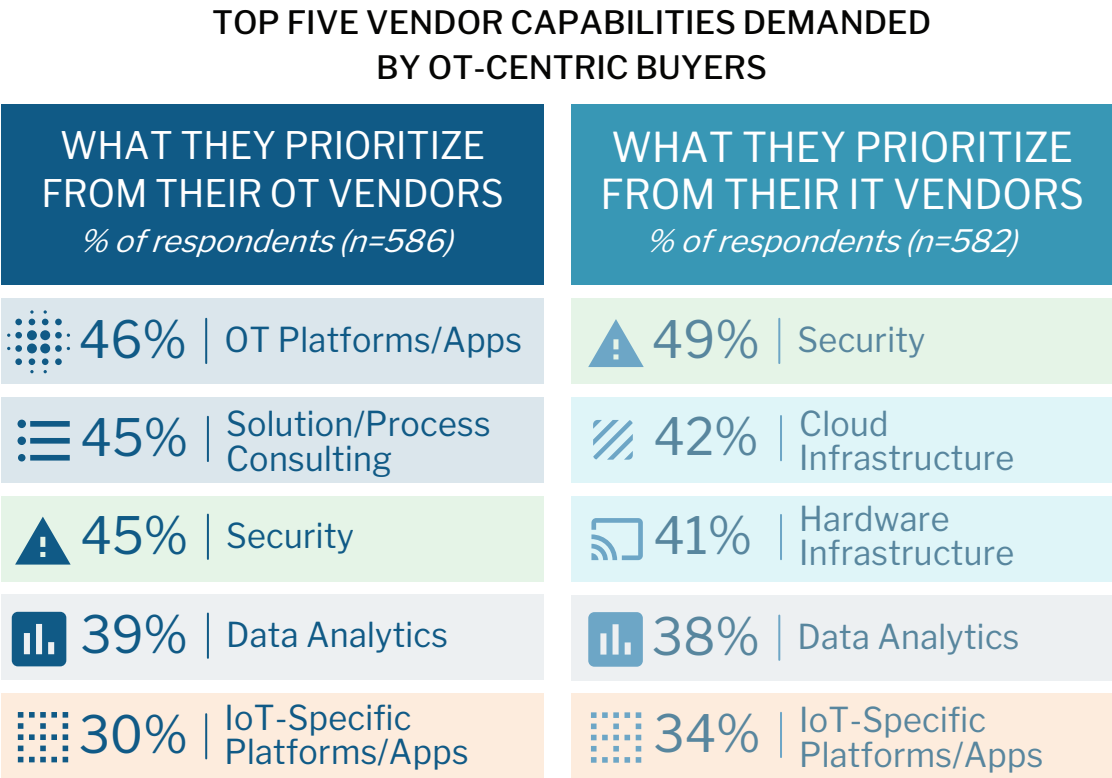 TOP FIVE VENDOR CAPABILITIES DEMANDED
BY OT-CENTRIC BUYERS
WHAT THEY PRIORITIZE
FROM THEIR OT VENDORS
% of respondents (n=586)
46% | OT Platforms/Apps
45% | Solution/Process
Consulting
45% | Security
39% | Data Analytics
30% | IoT-Specific
Platforms/Apps
WHAT THEY PRIORITIZE
FROM THEIR IT VENDORS
% of respondents (n=582)
49% | Security
42% | Cloud
Infrastructure
41% | Hardware
Infrastructure
38% | Data Analytics
34% | IoT-Specific
Platforms/Apps